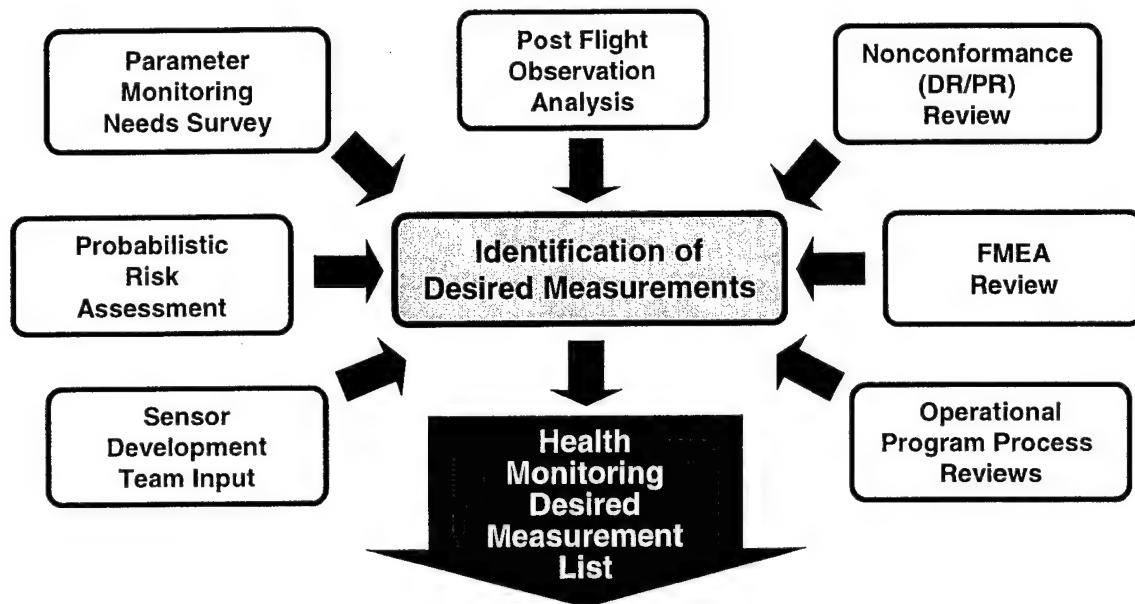 Parameter
Monitoring
Needs Survey
Post Flight
Observation
Analysis
Nonconformance
(DR/PR)
Review
Probabilistic
Risk
Assessment
Identification of
Desired Measurements
FMEA
Review
Sensor
Development
Team Input
Health
Monitoring
Desired
Measurement
List
Operational
Program Process
Reviews